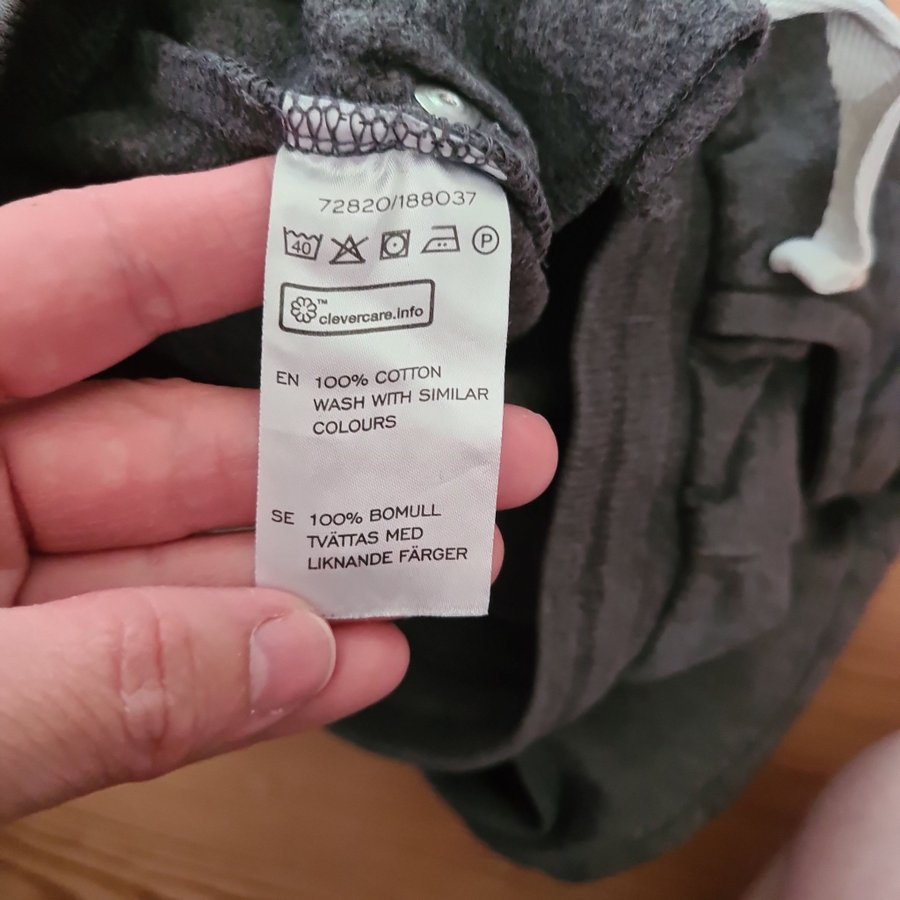 72820/188037
40 P
™
clevercare.info
EN 100% COTTON
WASH WITH SIMILAR
COLOURS
SE 100% BOMULL
TVÄTTAS MED
LIKNANDE FÄRGER